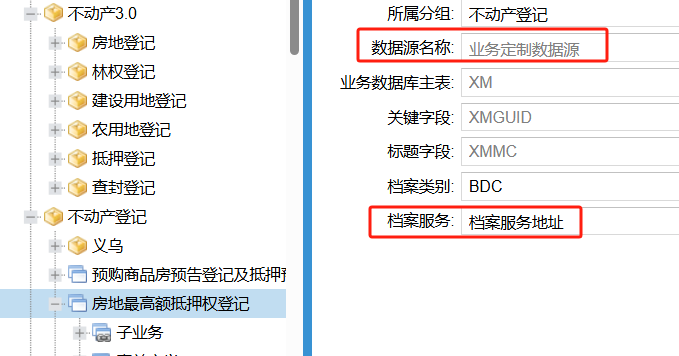 不动产3.0
房地登记
林权登记
建设用地登记
农用地登记
抵押登记
查封登记
不动产登记
义乌
预购商品房预告登记及抵押预
房地最高额抵押权登记
子业务
所属分组: 不动产登记
数据源名称: 业务定制数据源
业务数据库主表: XM
关键字段: XMGUID
标题字段: XMMC
档案类别: BDC
档案服务: 档案服务地址